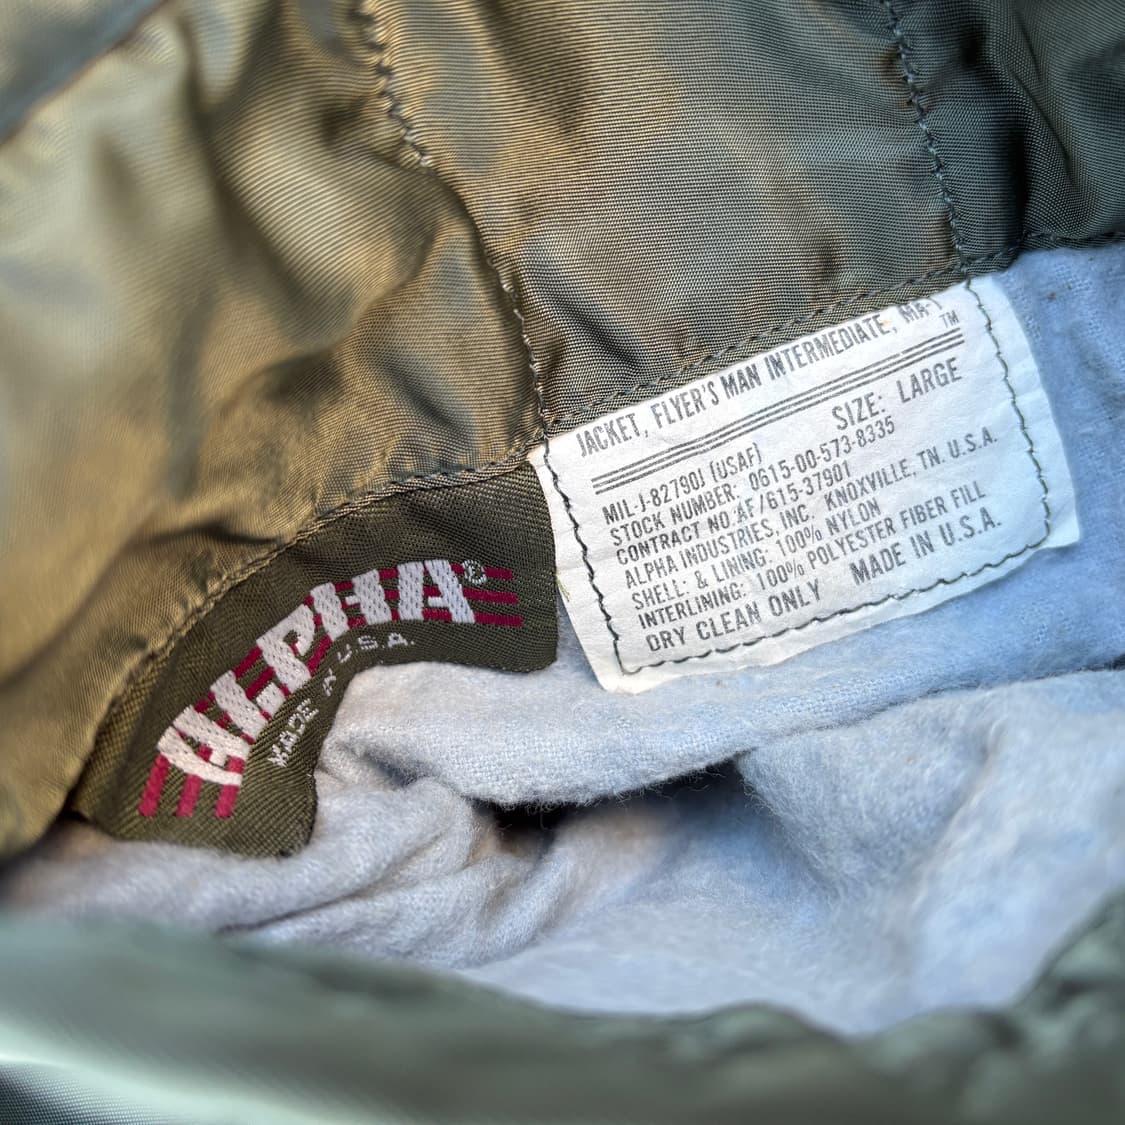 ALPHA®
MADE IN U.S.A.
JACKET, FLYER'S MAN INTERMEDIATE, MA-1
TM
SIZE: LARGE
MIL-J-82790J (USAF)
STOCK NUMBER: 0615-00-573-8335
CONTRACT NO:AF/615-37901
ALPHA INDUSTRIES, INC. KNOXVILLE, TN. U.S.A.
SHELL: & LINING: 100% NYLON
INTERLINING: 100% POLYESTER FIBER FILL
DRY CLEAN ONLY MADE IN U.S.A.